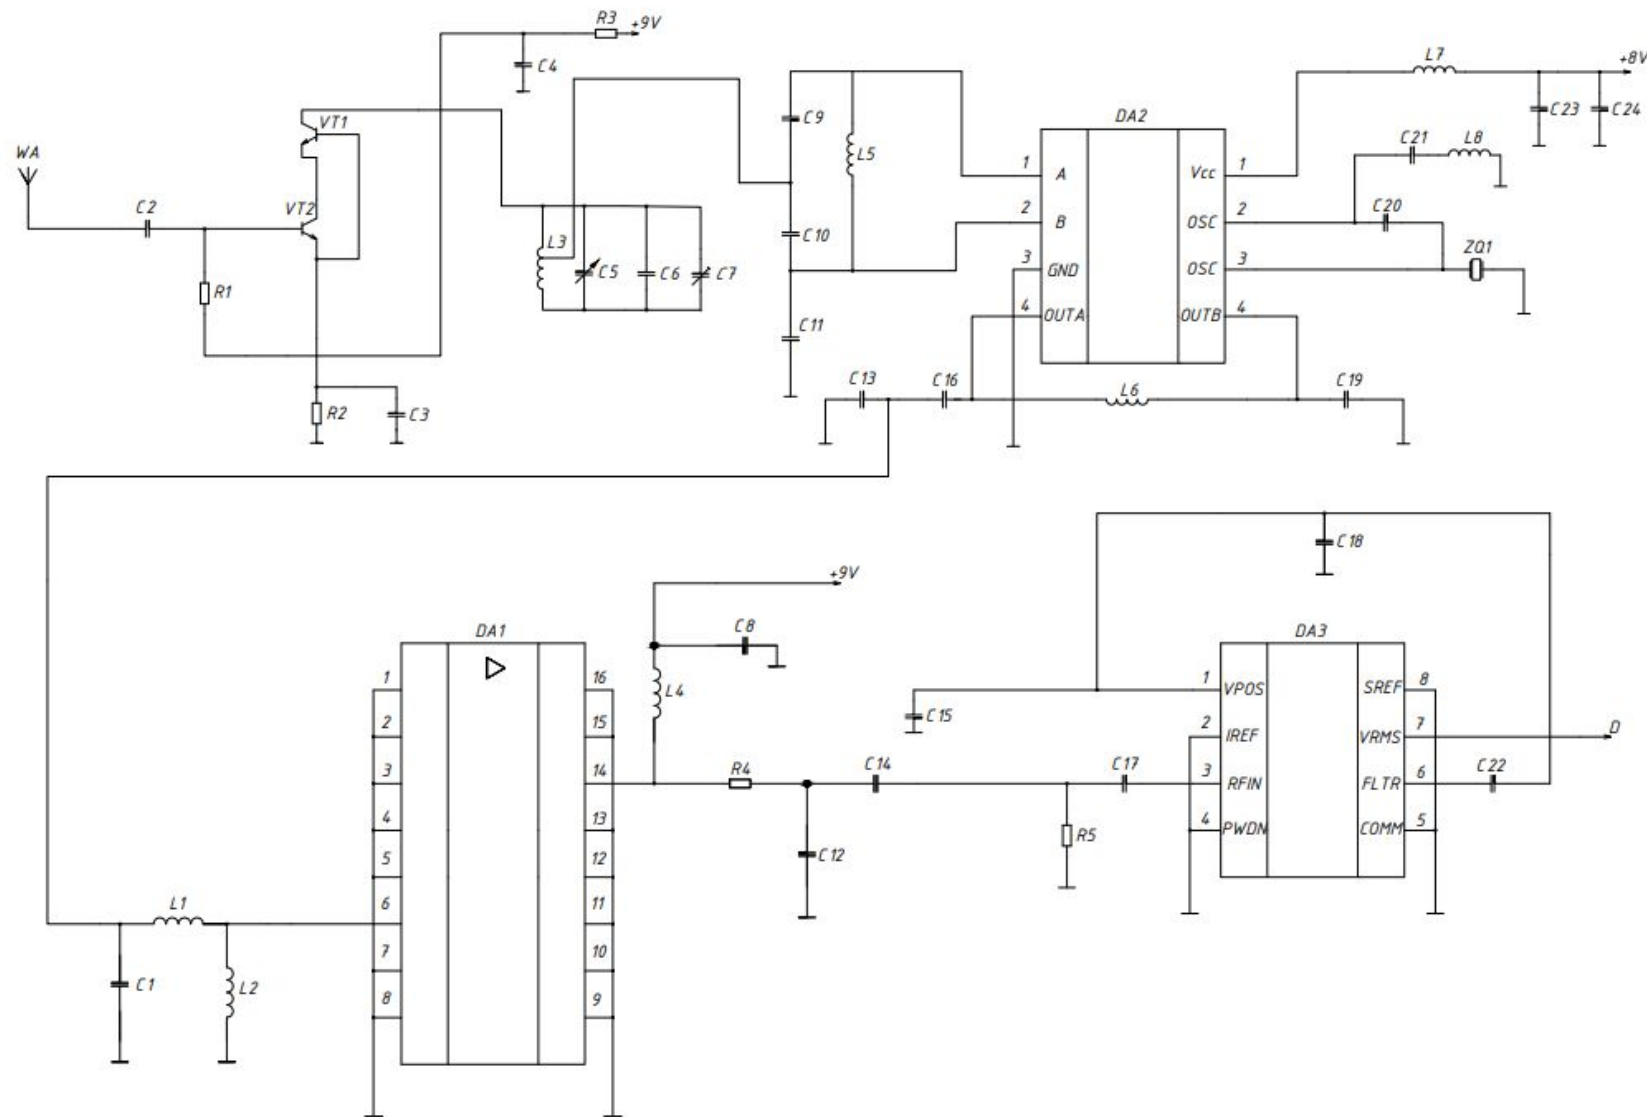 R3 +9V
C4
L7 +8V
VT1
C9
DA2
C23 C24
WA
L5
C21 L8
1 A Vcc 1
C2
VT2
C20
2 B OSC 2
C10
L3 C5 C6 C7
3 GND OSC 3
ZQ1
R1
C11
4 OUTA OUTB 4
C13 C16 L6 C19
R2 C3
C18
+9V
DA1
C8
DA3
1 16
L4
1 VPOS SREF 8
C15
2 15
2 IREF VRMS 7
D
3 14
R4 C14 C17
3 RFIN FLTR 6
C22
4 13
R5
4 PWDN COMM 5
C12
5 12
6 11
L1
7 10
C1 L2
8 9